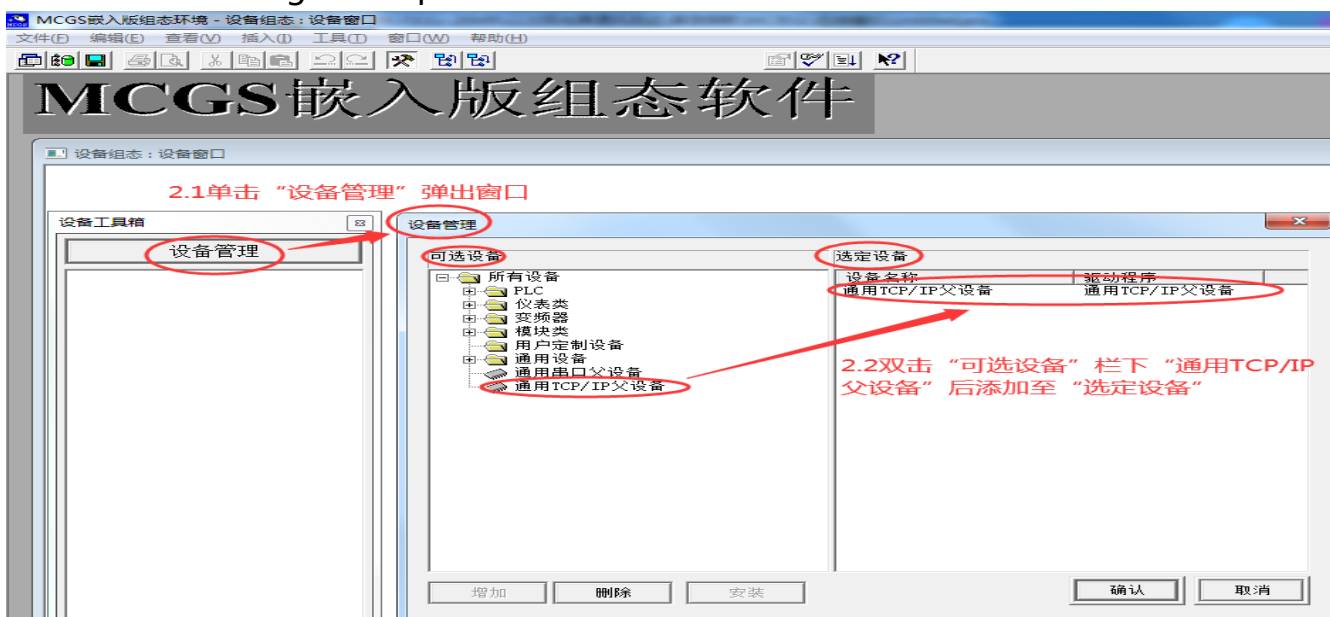 MCGS嵌入版组态环境 - 设备组态 : 设备窗口
文件(F) 编辑(E) 查看(V) 插入(I) 工具(T) 窗口(W) 帮助(H)
MCGS嵌入版组态软件
设备组态 : 设备窗口
2.1单击“设备管理”弹出窗口
设备工具箱
设备管理
设备管理
可选设备
选定设备
所有设备
PLC
仪表类
变频器
模块类
用户定制设备
通用设备
通用串口父设备
通用TCP/IP父设备
设备名称 驱动程序
通用TCP/IP父设备 通用TCP/IP父设备
2.2双击“可选设备”栏下“通用TCP/IP
父设备”后添加至“选定设备”
增加 删除 安装 确认 取消